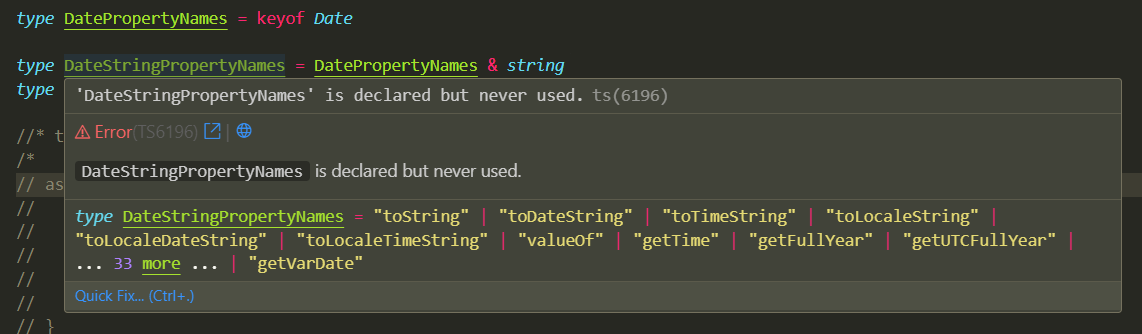 type DatePropertyNames = keyof Date
type DateStringPropertyNames = DatePropertyNames & string
type
'DateStringPropertyNames' is declared but never used. ts(6196)
//* t
⚠ Error(TS6196) |
/*
DateStringPropertyNames is declared but never used.
// as
//
type DateStringPropertyNames = "toString" | "toDateString" | "toTimeString" | "toLocaleString" |
//
"toLocaleDateString" | "toLocaleTimeString" | "valueOf" | "getTime" | "getFullYear" | "getUTCFullYear" |
//
... 33 more ... | "getVarDate"
//
Quick Fix... (Ctrl+.)
//
// }